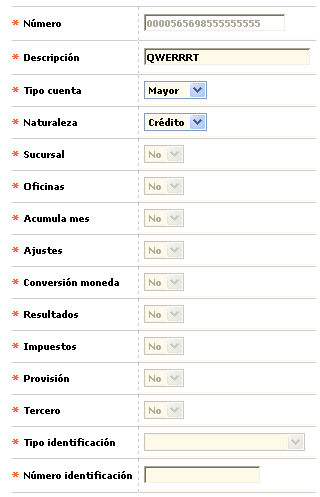 * Número 0000565698555555555
* Descripción QWERRRT
* Tipo cuenta Mayor
* Naturaleza Crédito
* Sucursal No
* Oficinas No
* Acumula mes No
* Ajustes No
* Conversión moneda No
* Resultados No
* Impuestos No
* Provisión No
* Tercero No
* Tipo identificación
* Número identificación